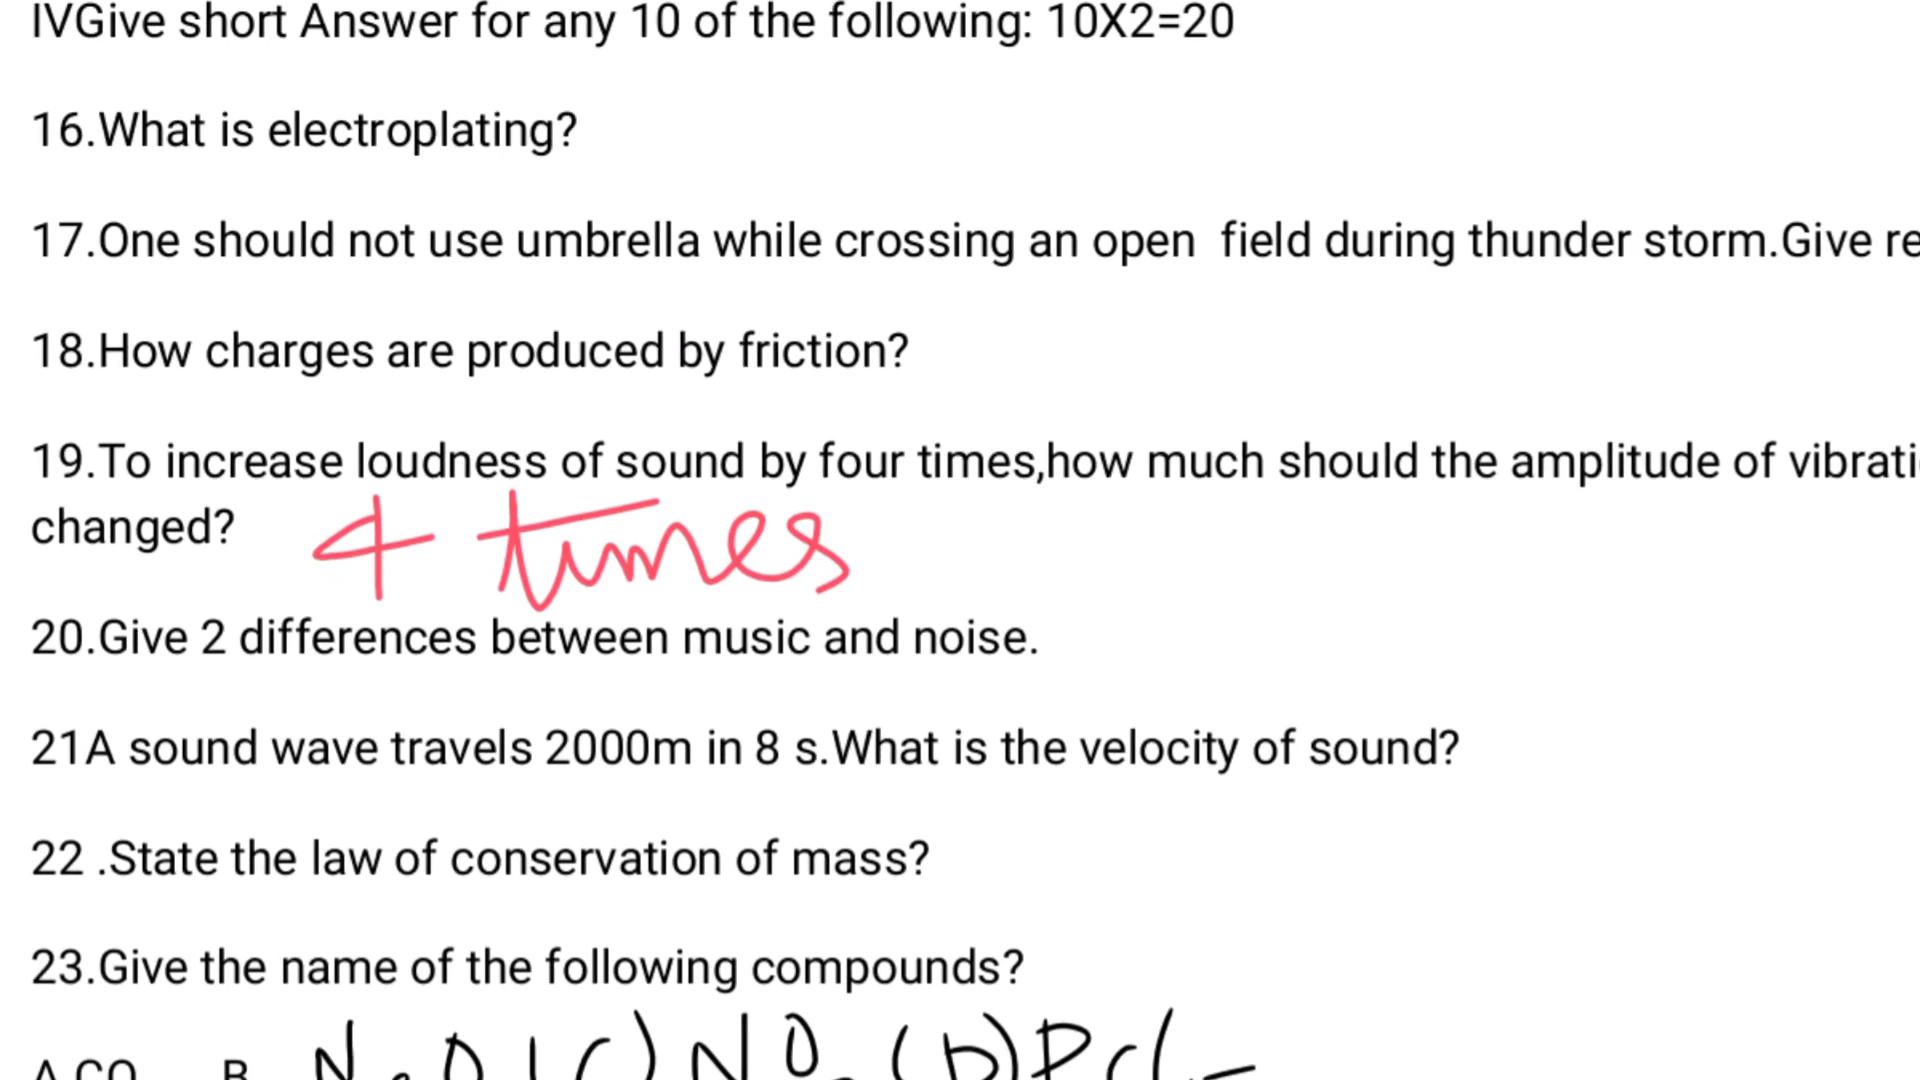 IVGive short Answer for any 10 of the following: 10X2=20
16.What is electroplating?
17.One should not use umbrella while crossing an open  field during thunder storm.Give re
18.How charges are produced by friction?
19.To increase loudness of sound by four times,how much should the amplitude of vibrati
changed? 4 times
20.Give 2 differences between music and noise.
21A sound wave travels 2000m in 8 s.What is the velocity of sound?
22 .State the law of conservation of mass?
23.Give the name of the following compounds?
A.CO B